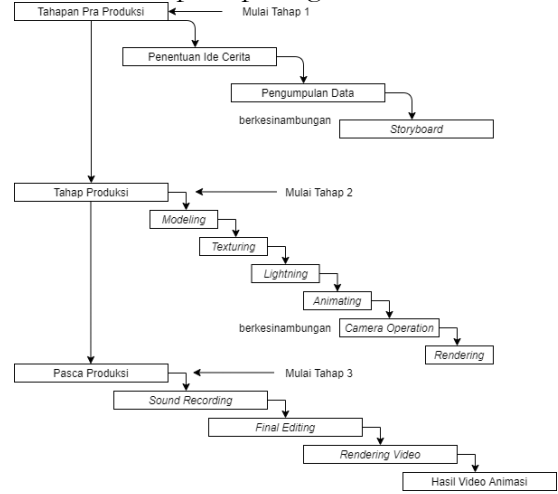 Tahapan Pra Produksi
Mulai Tahap 1
Penentuan Ide Cerita
Pengumpulan Data
berkesinambungan
Storyboard
Tahap Produksi
Mulai Tahap 2
Modeling
Texturing
Lightning
Animating
berkesinambungan
Camera Operation
Rendering
Pasca Produksi
Mulai Tahap 3
Sound Recording
Final Editing
Rendering Video
Hasil Video Animasi